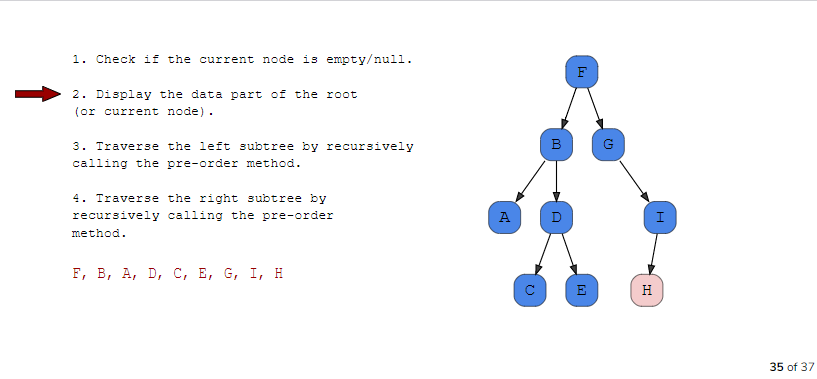 1. Check if the current node is empty/null.
2. Display the data part of the root
(or current node).
3. Traverse the left subtree by recursively
calling the pre-order method.
4. Traverse the right subtree by
recursively calling the pre-order
method.
F, B, A, D, C, E, G, I, H
F
B
G
A
D
I
C
E
H
35 of 37